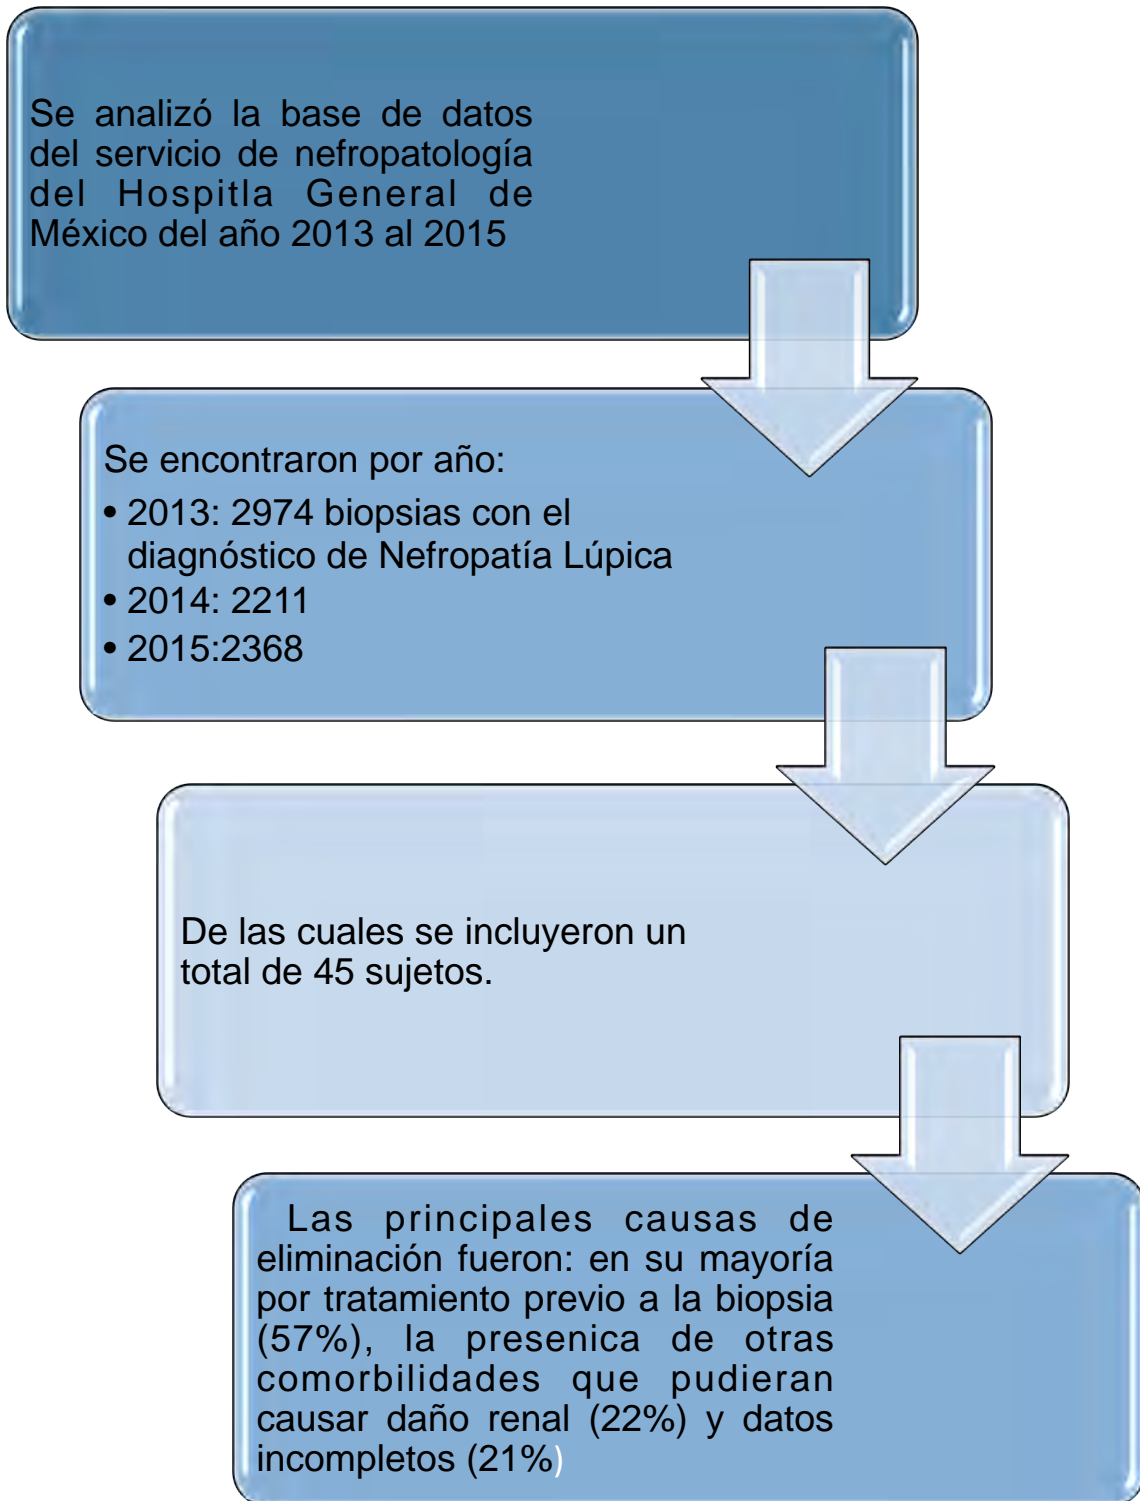 Se analizó la base de datos
del servicio de nefropatología
del Hospitla General de
México del año 2013 al 2015
Se encontraron por año:
• 2013: 2974 biopsias con el
diagnóstico de Nefropatía Lúpica
• 2014: 2211
• 2015:2368
De las cuales se incluyeron un
total de 45 sujetos.
Las principales causas de
eliminación fueron: en su mayoría
por tratamiento previo a la biopsia
(57%), la presenica de otras
comorbilidades que pudieran
causar daño renal (22%) y datos
incompletos (21%)